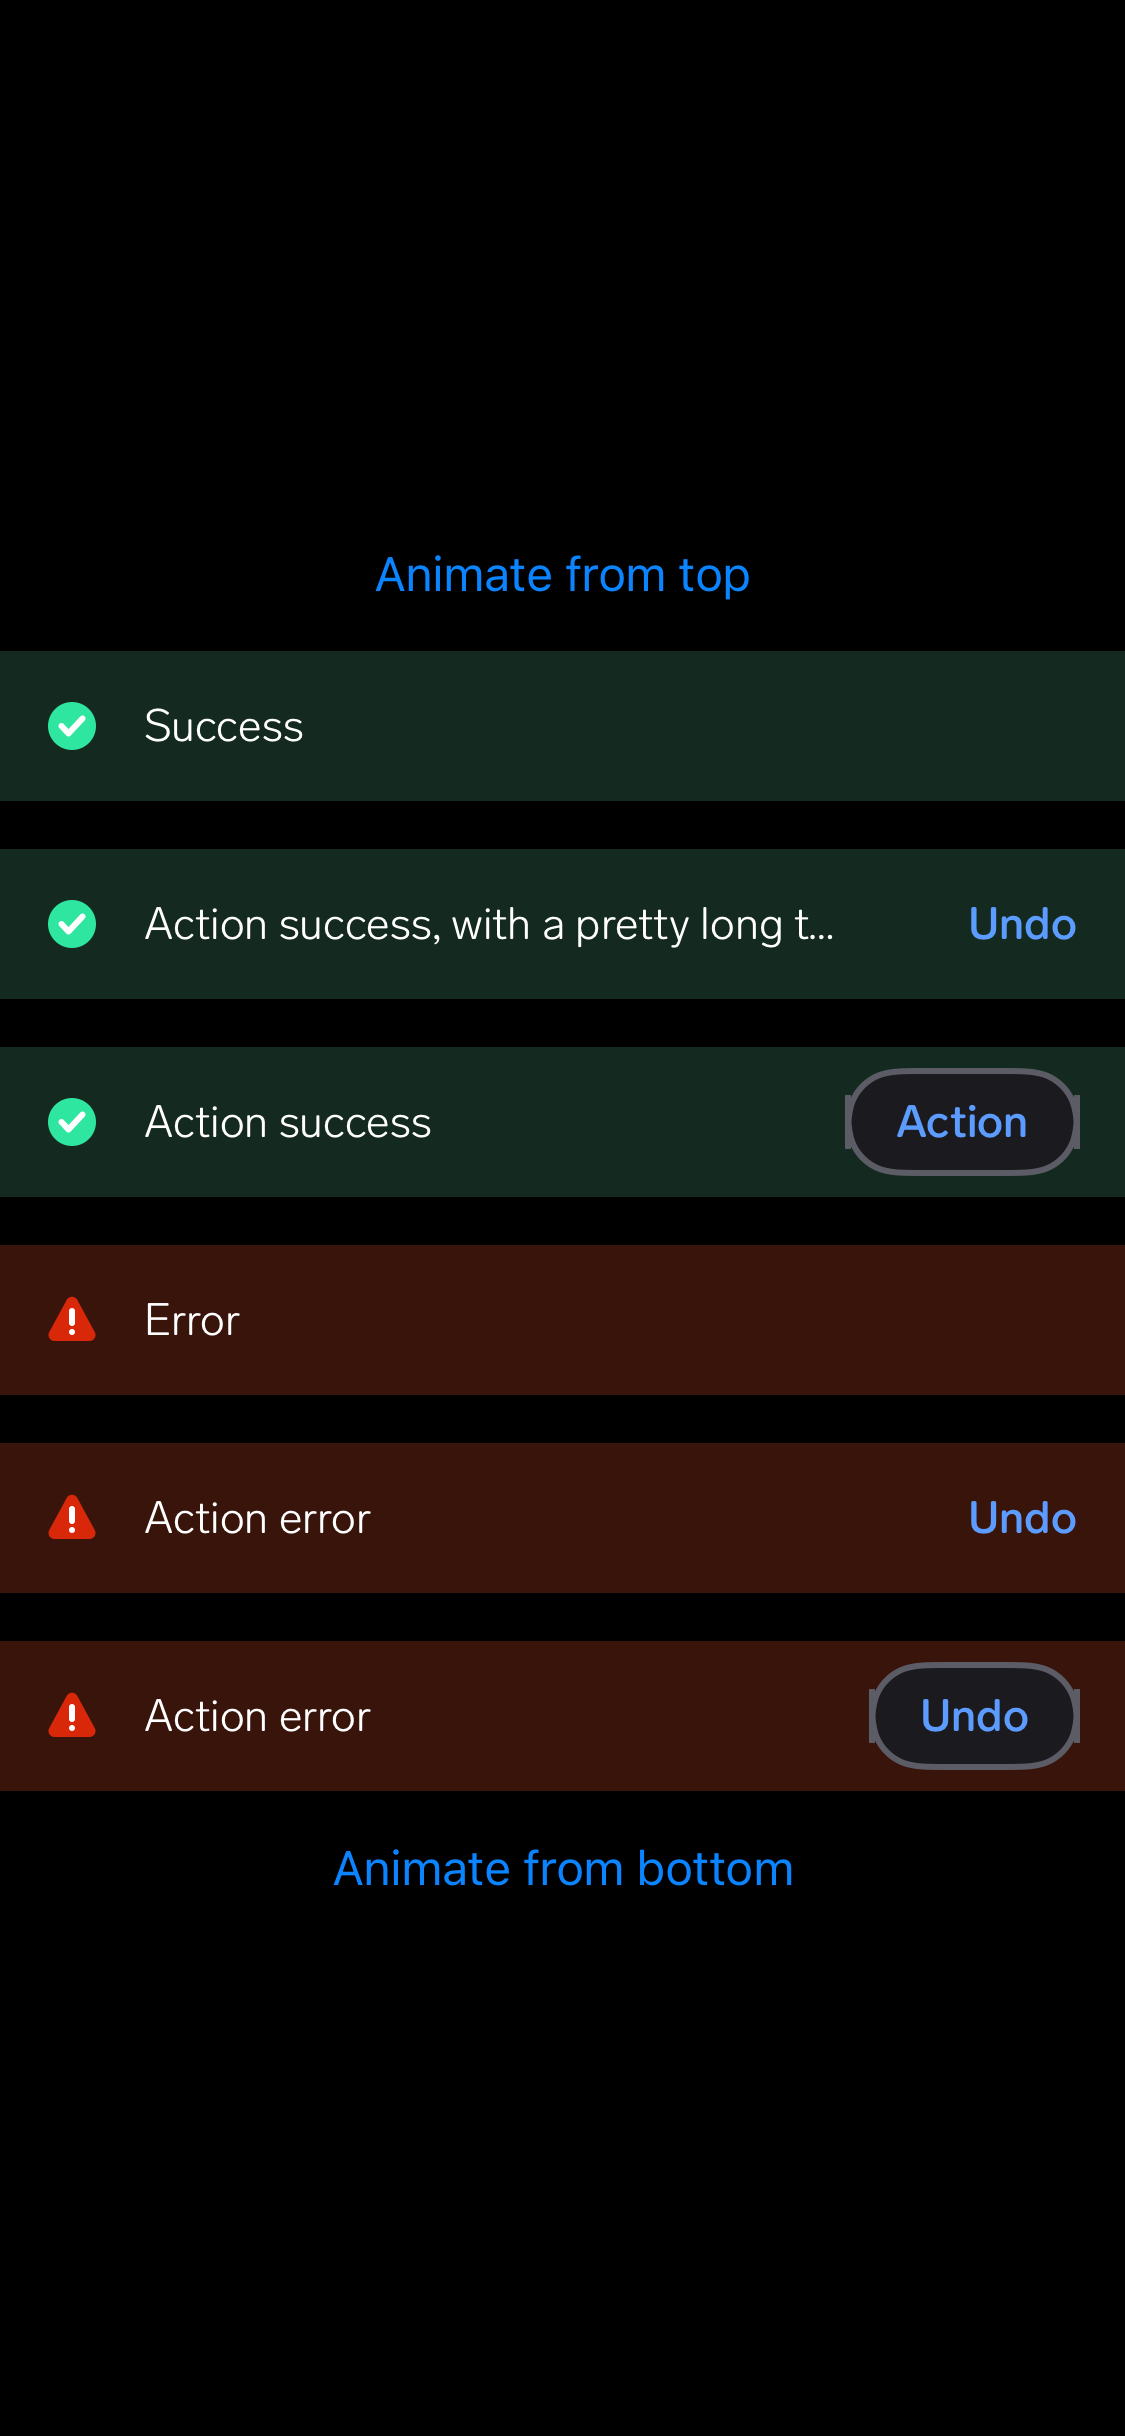 Animate from top
Success
Action success, with a pretty long t... Undo
Action success Action
Error
Action error Undo
Action error Undo
Animate from bottom